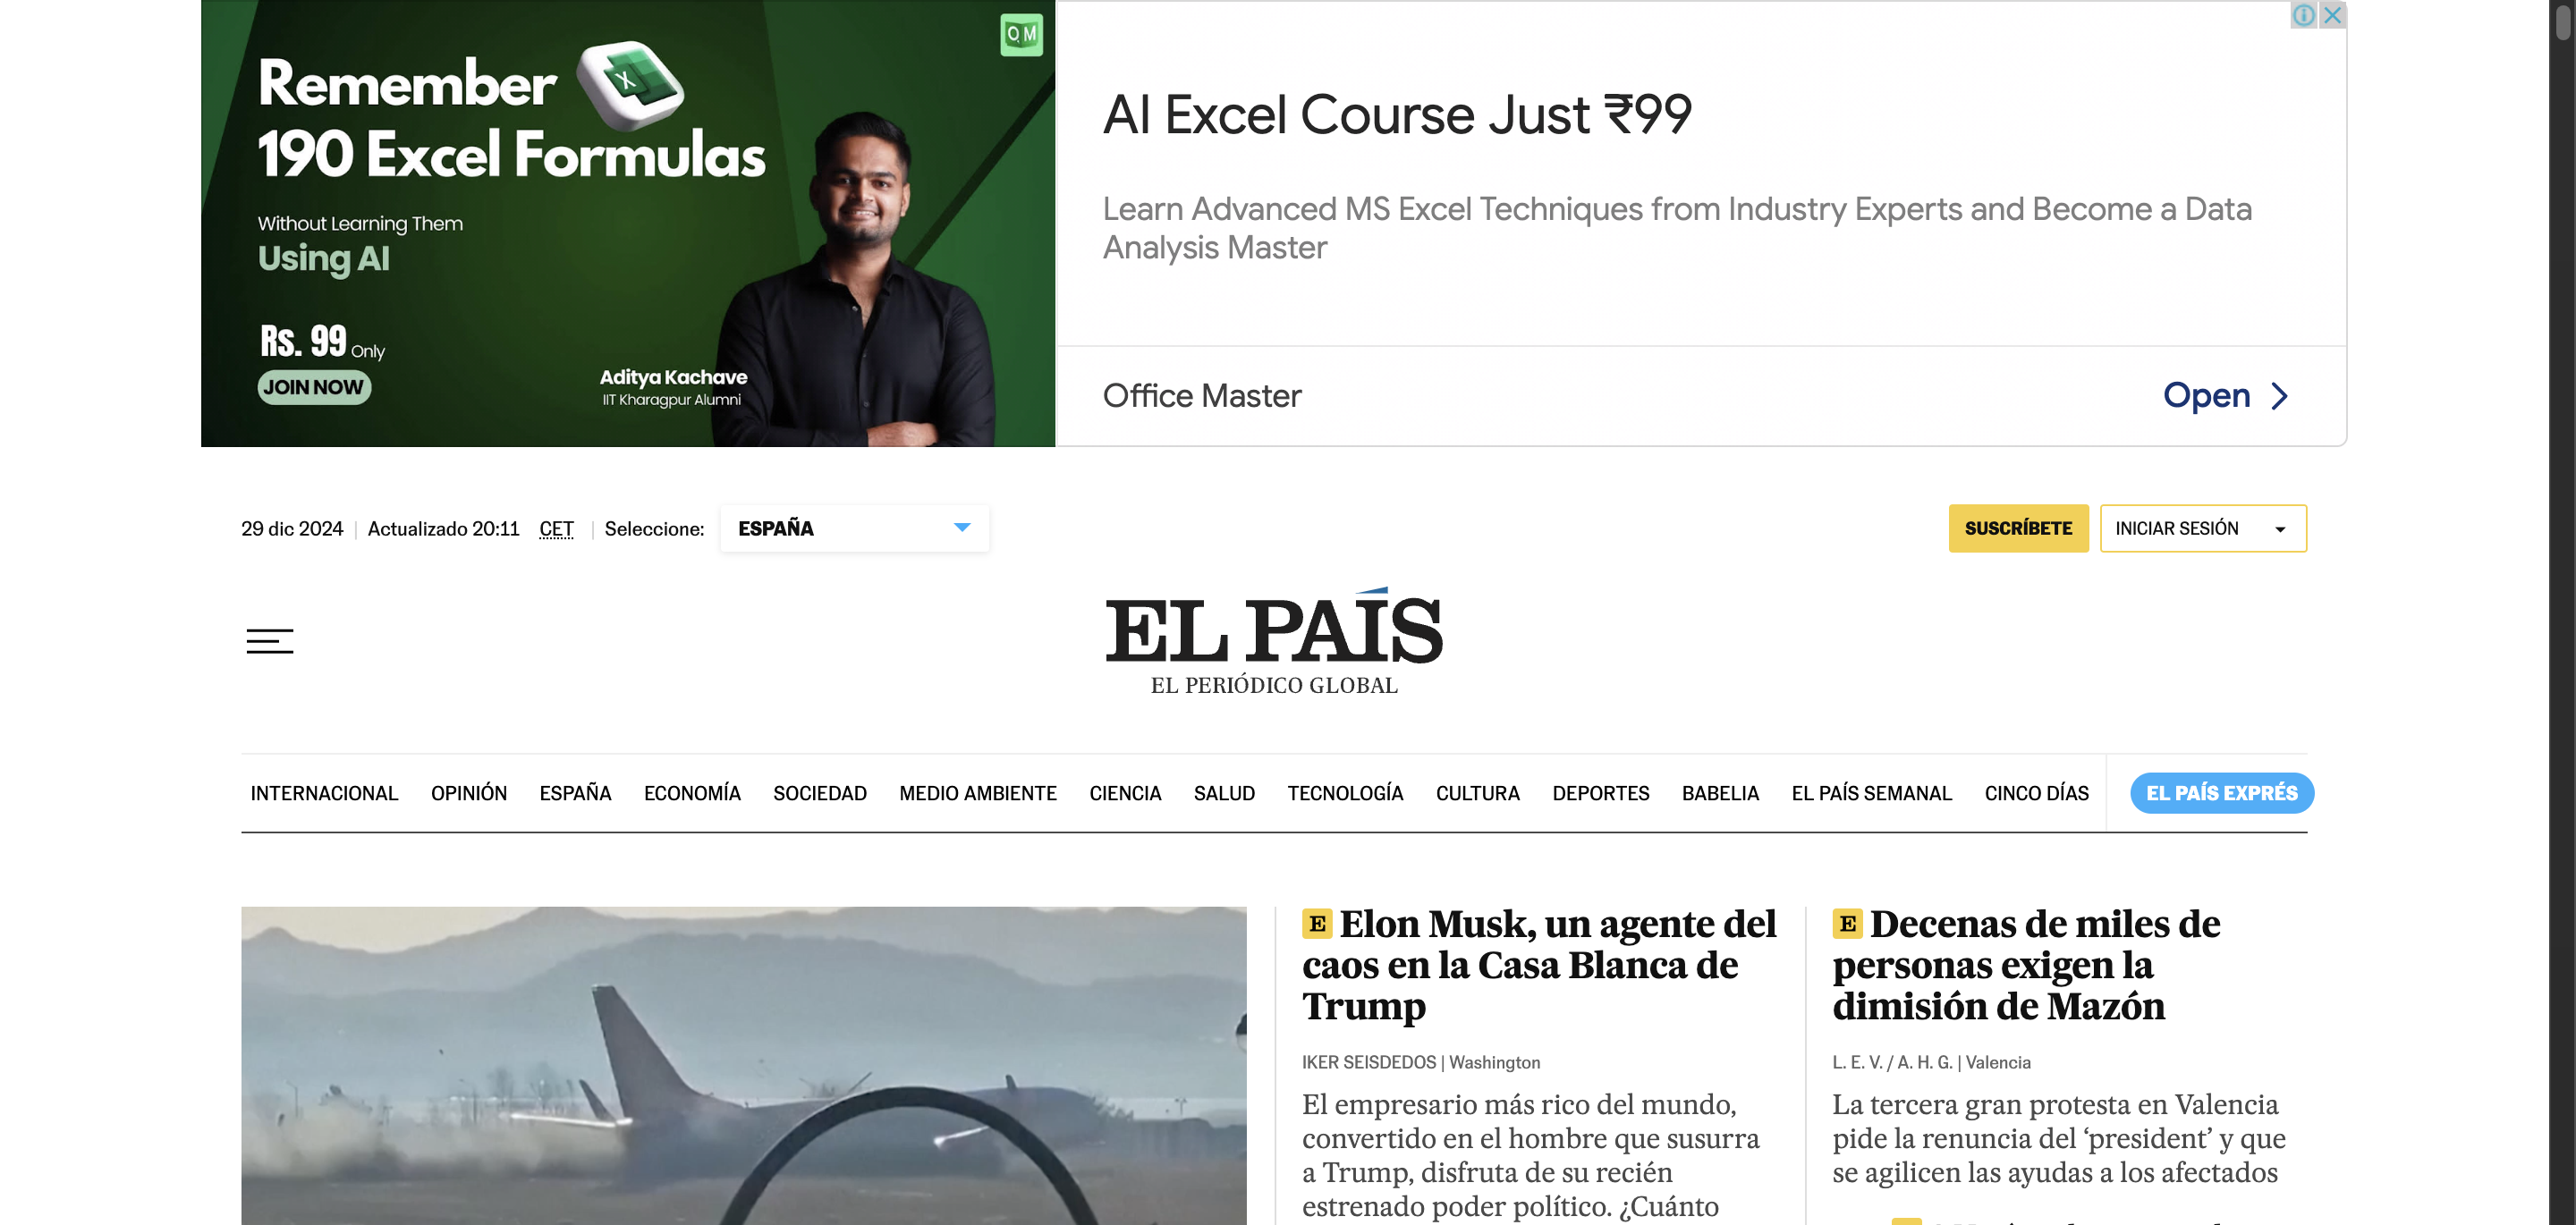 Remember
190 Excel Formulas
Without Learning Them
Using AI
Rs. 99 Only
JOIN NOW
Aditya Kachave
IIT Kharagpur Alumni
QM
AI Excel Course Just ₹99
Learn Advanced MS Excel Techniques from Industry Experts and Become a Data
Analysis Master
Office Master
Open
29 dic 2024 | Actualizado 20:11 CET | Seleccione: ESPAÑA
SUSCRÍBETE
INICIAR SESIÓN
EL PAÍS
EL PERIÓDICO GLOBAL
INTERNACIONAL OPINIÓN ESPAÑA ECONOMÍA SOCIEDAD MEDIO AMBIENTE CIENCIA SALUD TECNOLOGÍA CULTURA DEPORTES BABELIA EL PAÍS SEMANAL CINCO DÍAS EL PAÍS EXPRÉS
E Elon Musk, un agente del
caos en la Casa Blanca de
Trump
IKER SEISDEDOS | Washington
El empresario más rico del mundo,
convertido en el hombre que susurra
a Trump, disfruta de su recién
estrenado poder político. ¿Cuánto
E Decenas de miles de
personas exigen la
dimisión de Mazón
L. E. V. / A. H. G. | Valencia
La tercera gran protesta en Valencia
pide la renuncia del ‘president’ y que
se agilicen las ayudas a los afectados